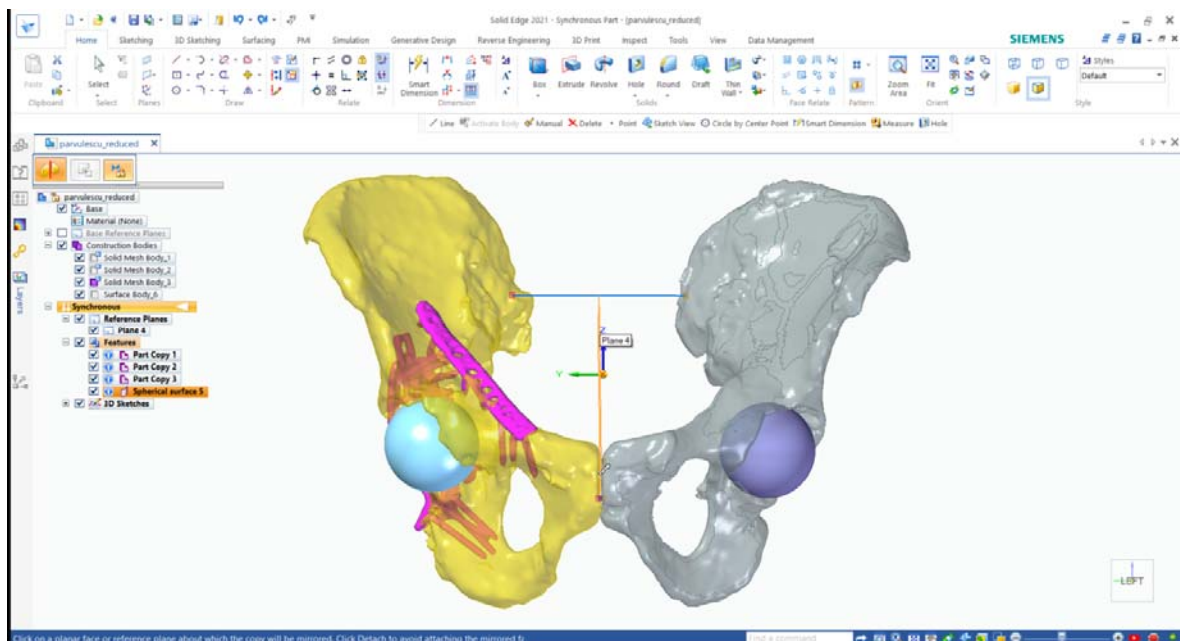 Solid Edge 2021 - Synchronous Part - [parvulescu_reduced]
Home Sketching 3D Sketching Surfacing PMI Simulation Generative Design Reverse Engineering 3D Print Inspect Tools View Data Management
SIEMENS
Paste Select Smart Dimension Box Extrude Revolve Hole Round Draft Thin Wall Zoom Area Fit Styles Default
Clipboard Select Planes Draw Relate Dimension Solids Face Relate Pattern Orient Style
Line Activate Body Manual Delete Point Sketch View Circle by Center Point Smart Dimension Measure Hole
parvulescu_reduced
parvulescu_reduced
Base
Material (None)
Base Reference Planes
Construction Bodies
Solid Mesh Body_1
Solid Mesh Body_2
Solid Mesh Body_3
Surface Body_6
Synchronous
Reference Planes
Plane 4
Features
Part Copy 1
Part Copy 2
Part Copy 3
Spherical surface 5
3D Sketches
Layers
Z
Plane 4
Y
LEFT
Click on a planar face or reference plane about which the copy will be mirrored. Click Detach to avoid attaching the mirrored fe
Find a command